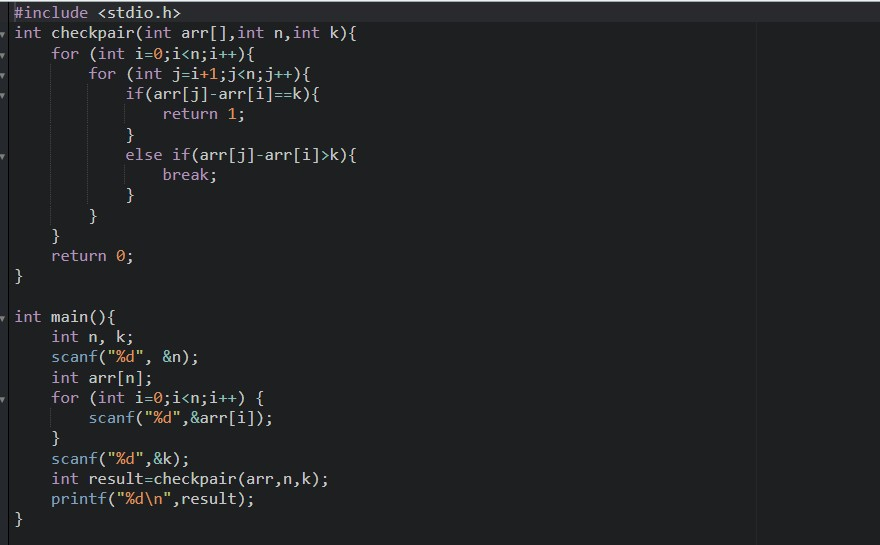 #include <stdio.h>
int checkpair(int arr[],int n,int k){
    for (int i=0;i<n;i++){
        for (int j=i+1;j<n;j++){
            if(arr[j]-arr[i]==k){
                return 1;
            }
            else if(arr[j]-arr[i]>k){
                break;
            }
        }
    }
    return 0;
}

int main(){
    int n, k;
    scanf("%d", &n);
    int arr[n];
    for (int i=0;i<n;i++) {
        scanf("%d",&arr[i]);
    }
    scanf("%d",&k);
    int result=checkpair(arr,n,k);
    printf("%d\n",result);
}